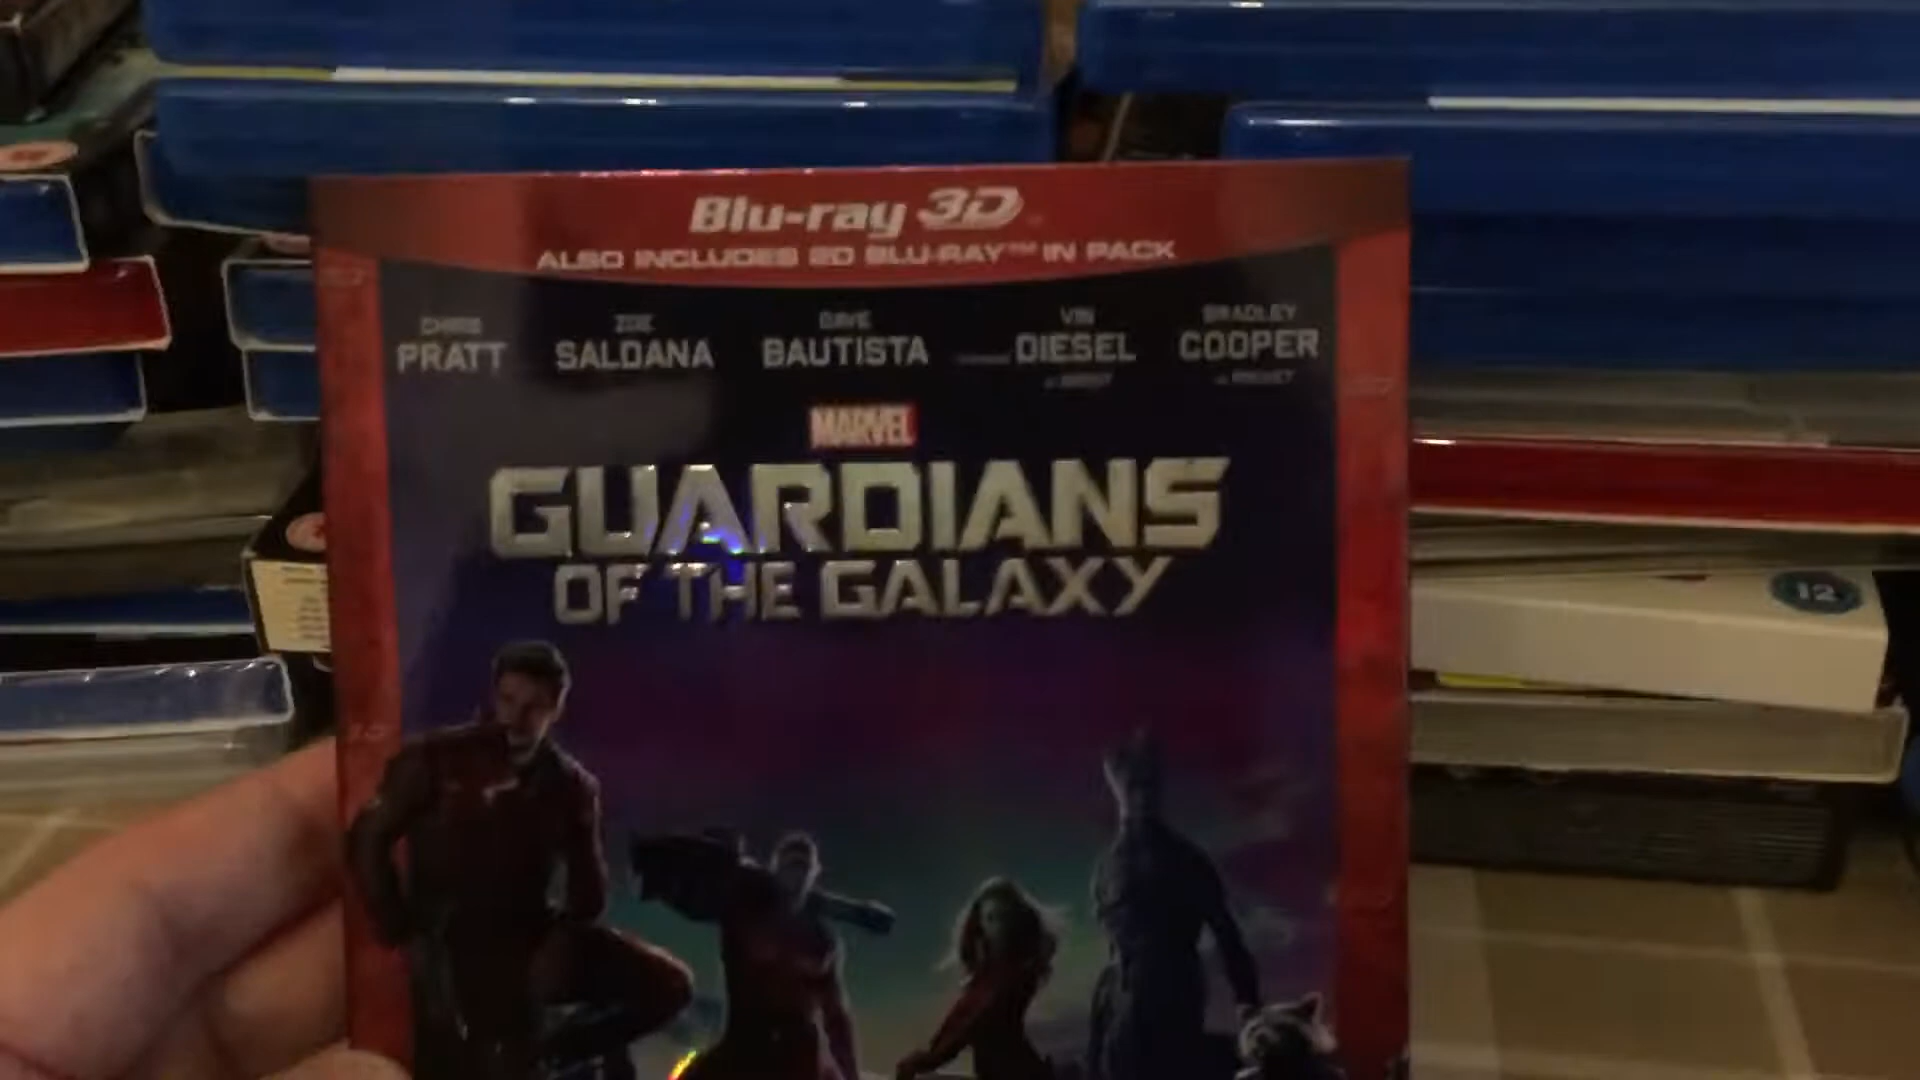 Blu-ray 3D
ALSO INCLUDES 2D BLU-RAY™ IN PACK
CHRIS ZOE DAVE VIN BRADLEY
PRATT SALDANA BAUTISTA DIESEL COOPER
MARVEL
GUARDIANS
OF THE GALAXY
12